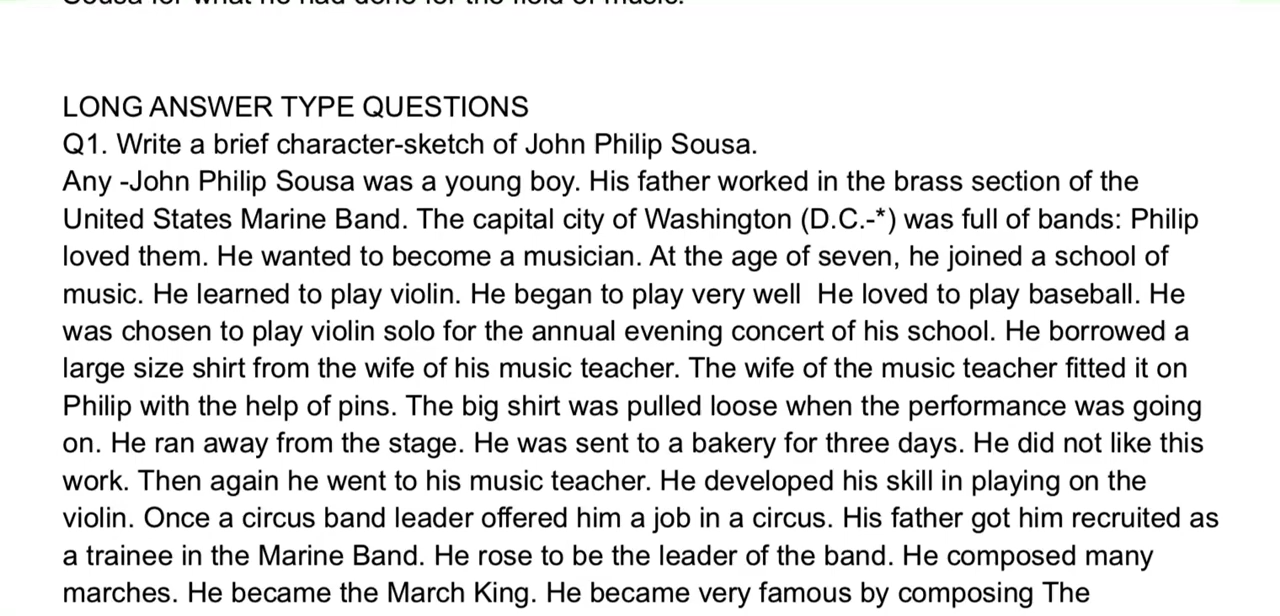 Sousa for what he had done for the field of music.
LONG ANSWER TYPE QUESTIONS
Q1. Write a brief character-sketch of John Philip Sousa.
Any -John Philip Sousa was a young boy. His father worked in the brass section of the
United States Marine Band. The capital city of Washington (D.C.-*) was full of bands: Philip
loved them. He wanted to become a musician. At the age of seven, he joined a school of
music. He learned to play violin. He began to play very well  He loved to play baseball. He
was chosen to play violin solo for the annual evening concert of his school. He borrowed a
large size shirt from the wife of his music teacher. The wife of the music teacher fitted it on
Philip with the help of pins. The big shirt was pulled loose when the performance was going
on. He ran away from the stage. He was sent to a bakery for three days. He did not like this
work. Then again he went to his music teacher. He developed his skill in playing on the
violin. Once a circus band leader offered him a job in a circus. His father got him recruited as
a trainee in the Marine Band. He rose to be the leader of the band. He composed many
marches. He became the March King. He became very famous by composing The